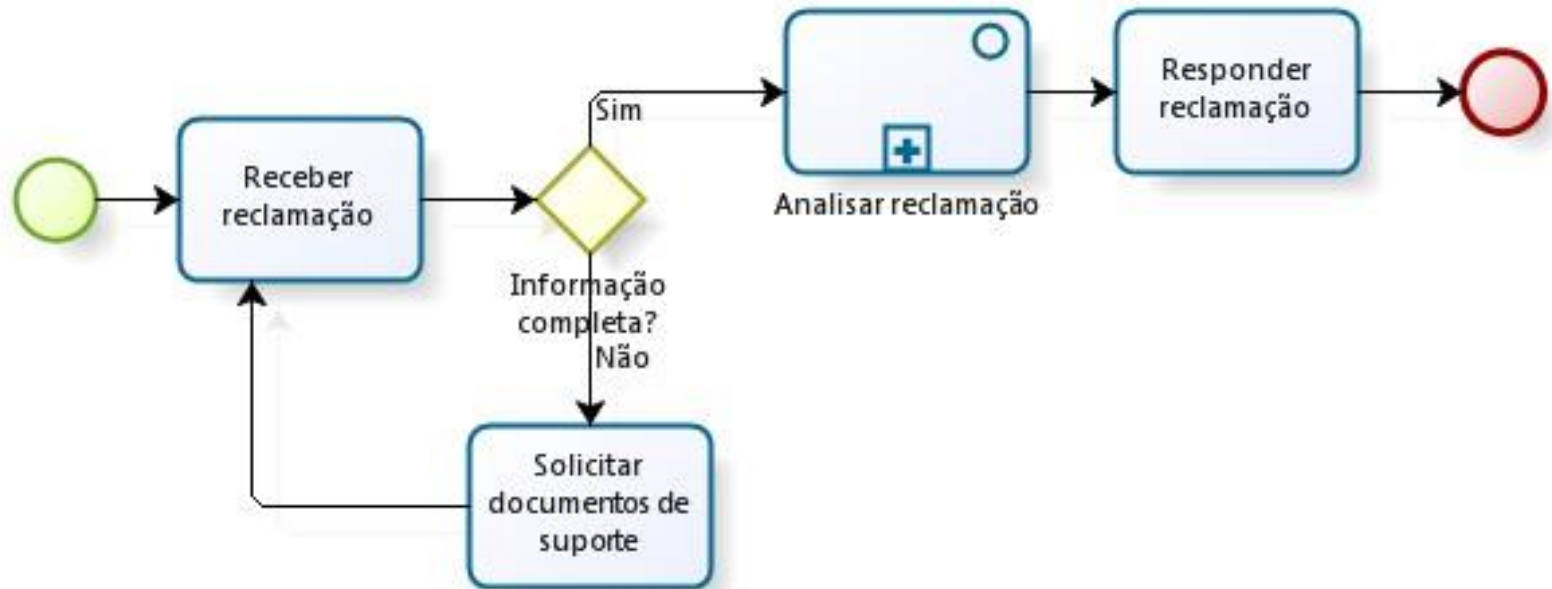 Receber
reclamação
Sim
Informação
completa?
Não
Solicitar
documentos de
suporte
Analisar reclamação
Responder
reclamação